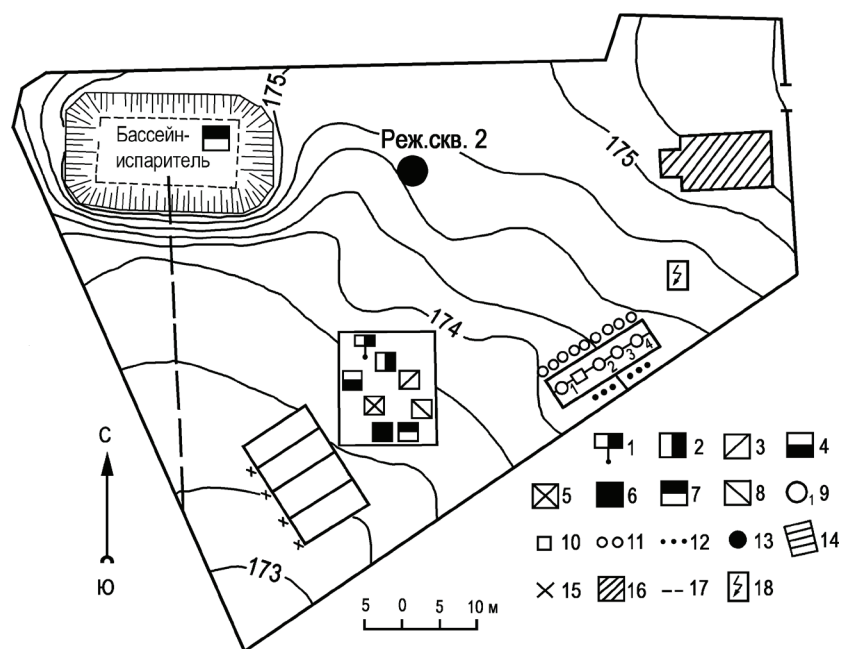 175
Бассейн-
испаритель
Реж.скв. 2
175
174
1 2 3 4
173
С
Ю
5 0 5 10 м
1 2 3 4
5 6 7 8 1 9
10 11 12 13 14
15 16 17 18